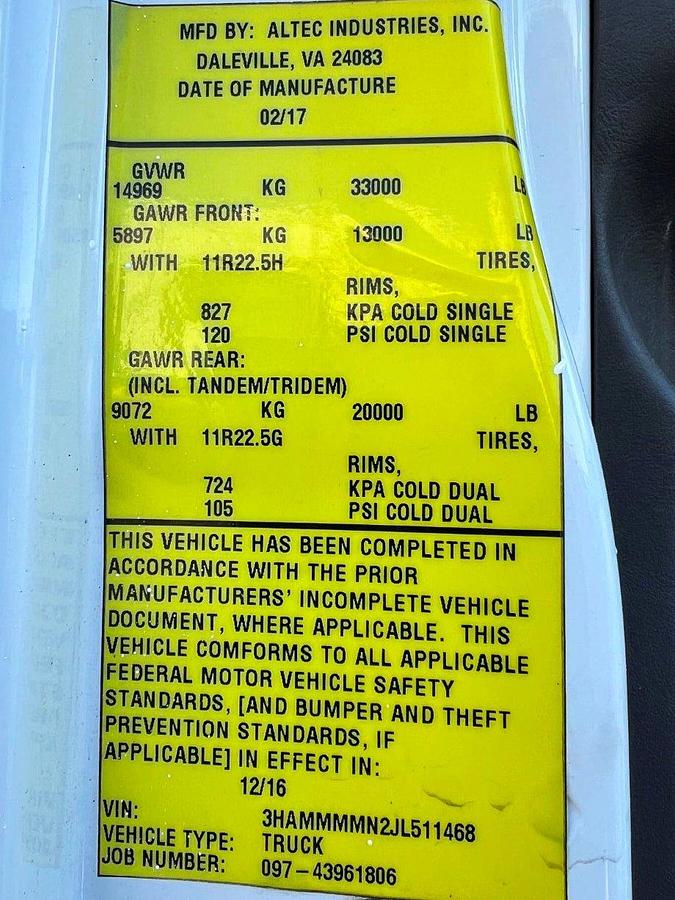 MFD BY: ALTEC INDUSTRIES, INC.
DALEVILLE, VA 24083
DATE OF MANUFACTURE
02/17
GVWR
14969 KG 33000 LB
GAWR FRONT:
5897 KG 13000 LB
WITH 11R22.5H TIRES,
RIMS,
827 KPA COLD SINGLE
120 PSI COLD SINGLE
GAWR REAR:
(INCL. TANDEM/TRIDEM)
9072 KG 20000 LB
WITH 11R22.5G TIRES,
RIMS,
724 KPA COLD DUAL
105 PSI COLD DUAL
THIS VEHICLE HAS BEEN COMPLETED IN
ACCORDANCE WITH THE PRIOR
MANUFACTURERS' INCOMPLETE VEHICLE
DOCUMENT, WHERE APPLICABLE. THIS
VEHICLE COMFORMS TO ALL APPLICABLE
FEDERAL MOTOR VEHICLE SAFETY
STANDARDS, [AND BUMPER AND THEFT
PREVENTION STANDARDS, IF
APPLICABLE] IN EFFECT IN:
12/16
VIN: 3HAMMMMN2JL511468
VEHICLE TYPE: TRUCK
JOB NUMBER: 097-43961806